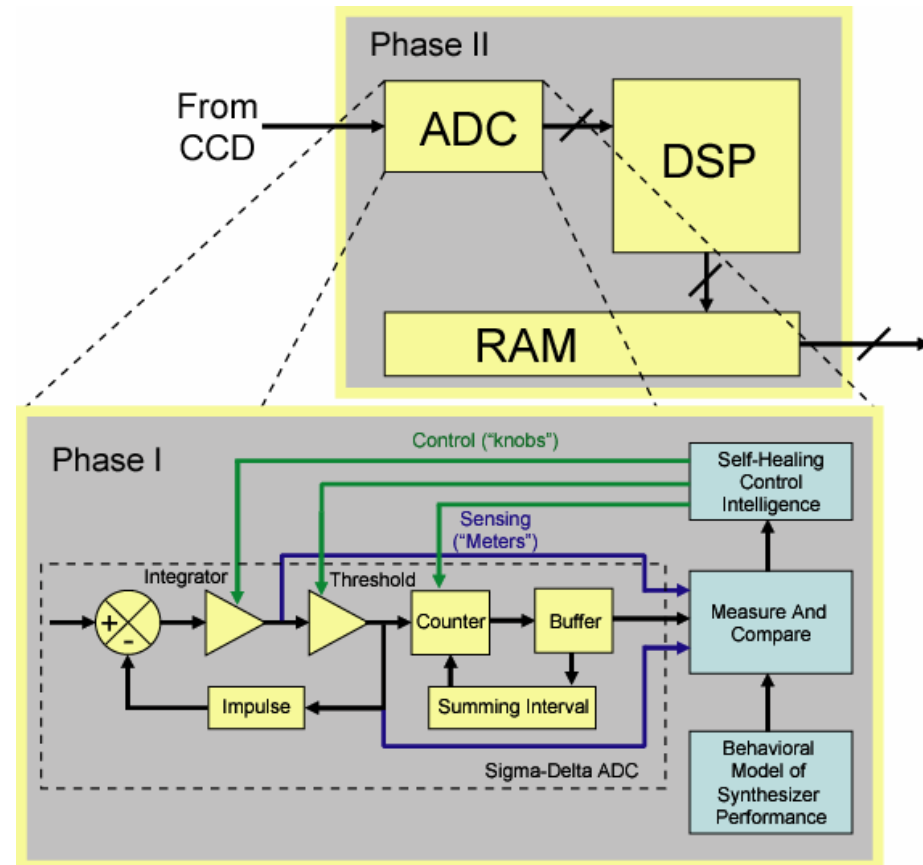 Phase II
From
CCD
ADC
DSP
RAM
Phase I
Control (“knobs”)
Self-Healing
Control
Intelligence
Sensing
(“Meters”)
Integrator
Threshold
+
-
Counter
Buffer
Measure And
Compare
Impulse
Summing Interval
Sigma-Delta ADC
Behavioral
Model of
Synthesizer
Performance